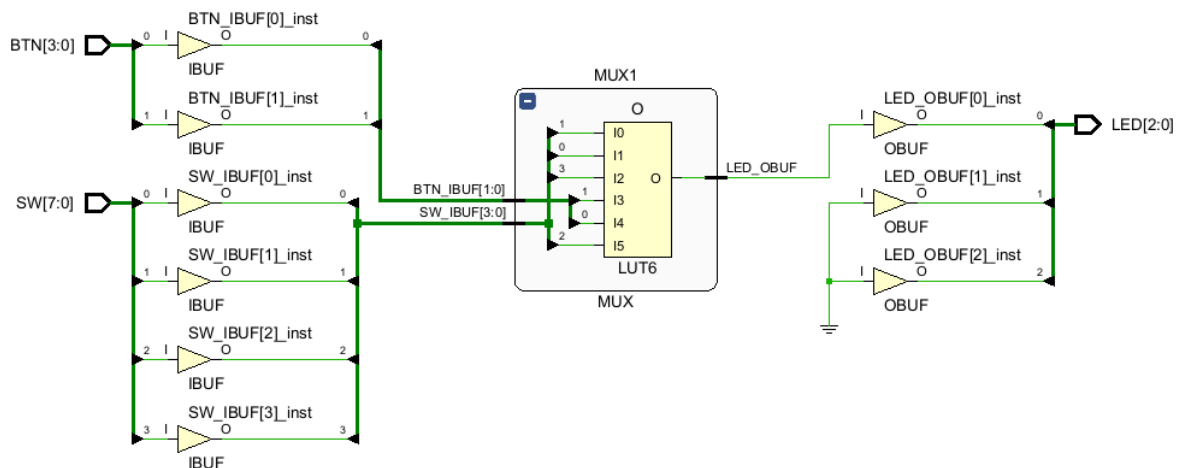 BTN[3:0]
0
I
BTN_IBUF[0]_inst
O
IBUF
0
1
I
BTN_IBUF[1]_inst
O
IBUF
1
SW[7:0]
0
I
SW_IBUF[0]_inst
O
IBUF
0
1
I
SW_IBUF[1]_inst
O
IBUF
1
2
I
SW_IBUF[2]_inst
O
IBUF
2
3
I
SW_IBUF[3]_inst
O
IBUF
3
BTN_IBUF[1:0]
SW_IBUF[3:0]
MUX1
O
1 I0
0 I1
3 I2
1 I3
0 I4
2 I5
O
LUT6
MUX
LED_OBUF
I
LED_OBUF[0]_inst
O
OBUF
0
I
LED_OBUF[1]_inst
O
OBUF
1
I
LED_OBUF[2]_inst
O
OBUF
2
LED[2:0]